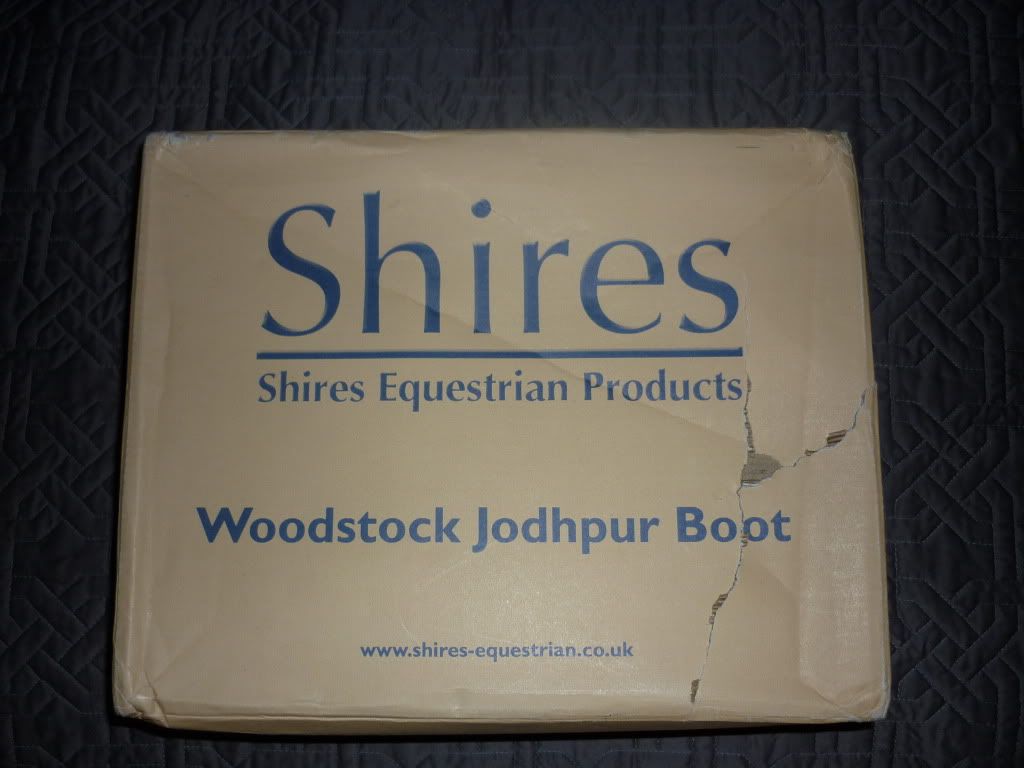 Shires
Shires Equestrian Products
Woodstock Jodhpur Boot
www.shires-equestrian.co.uk